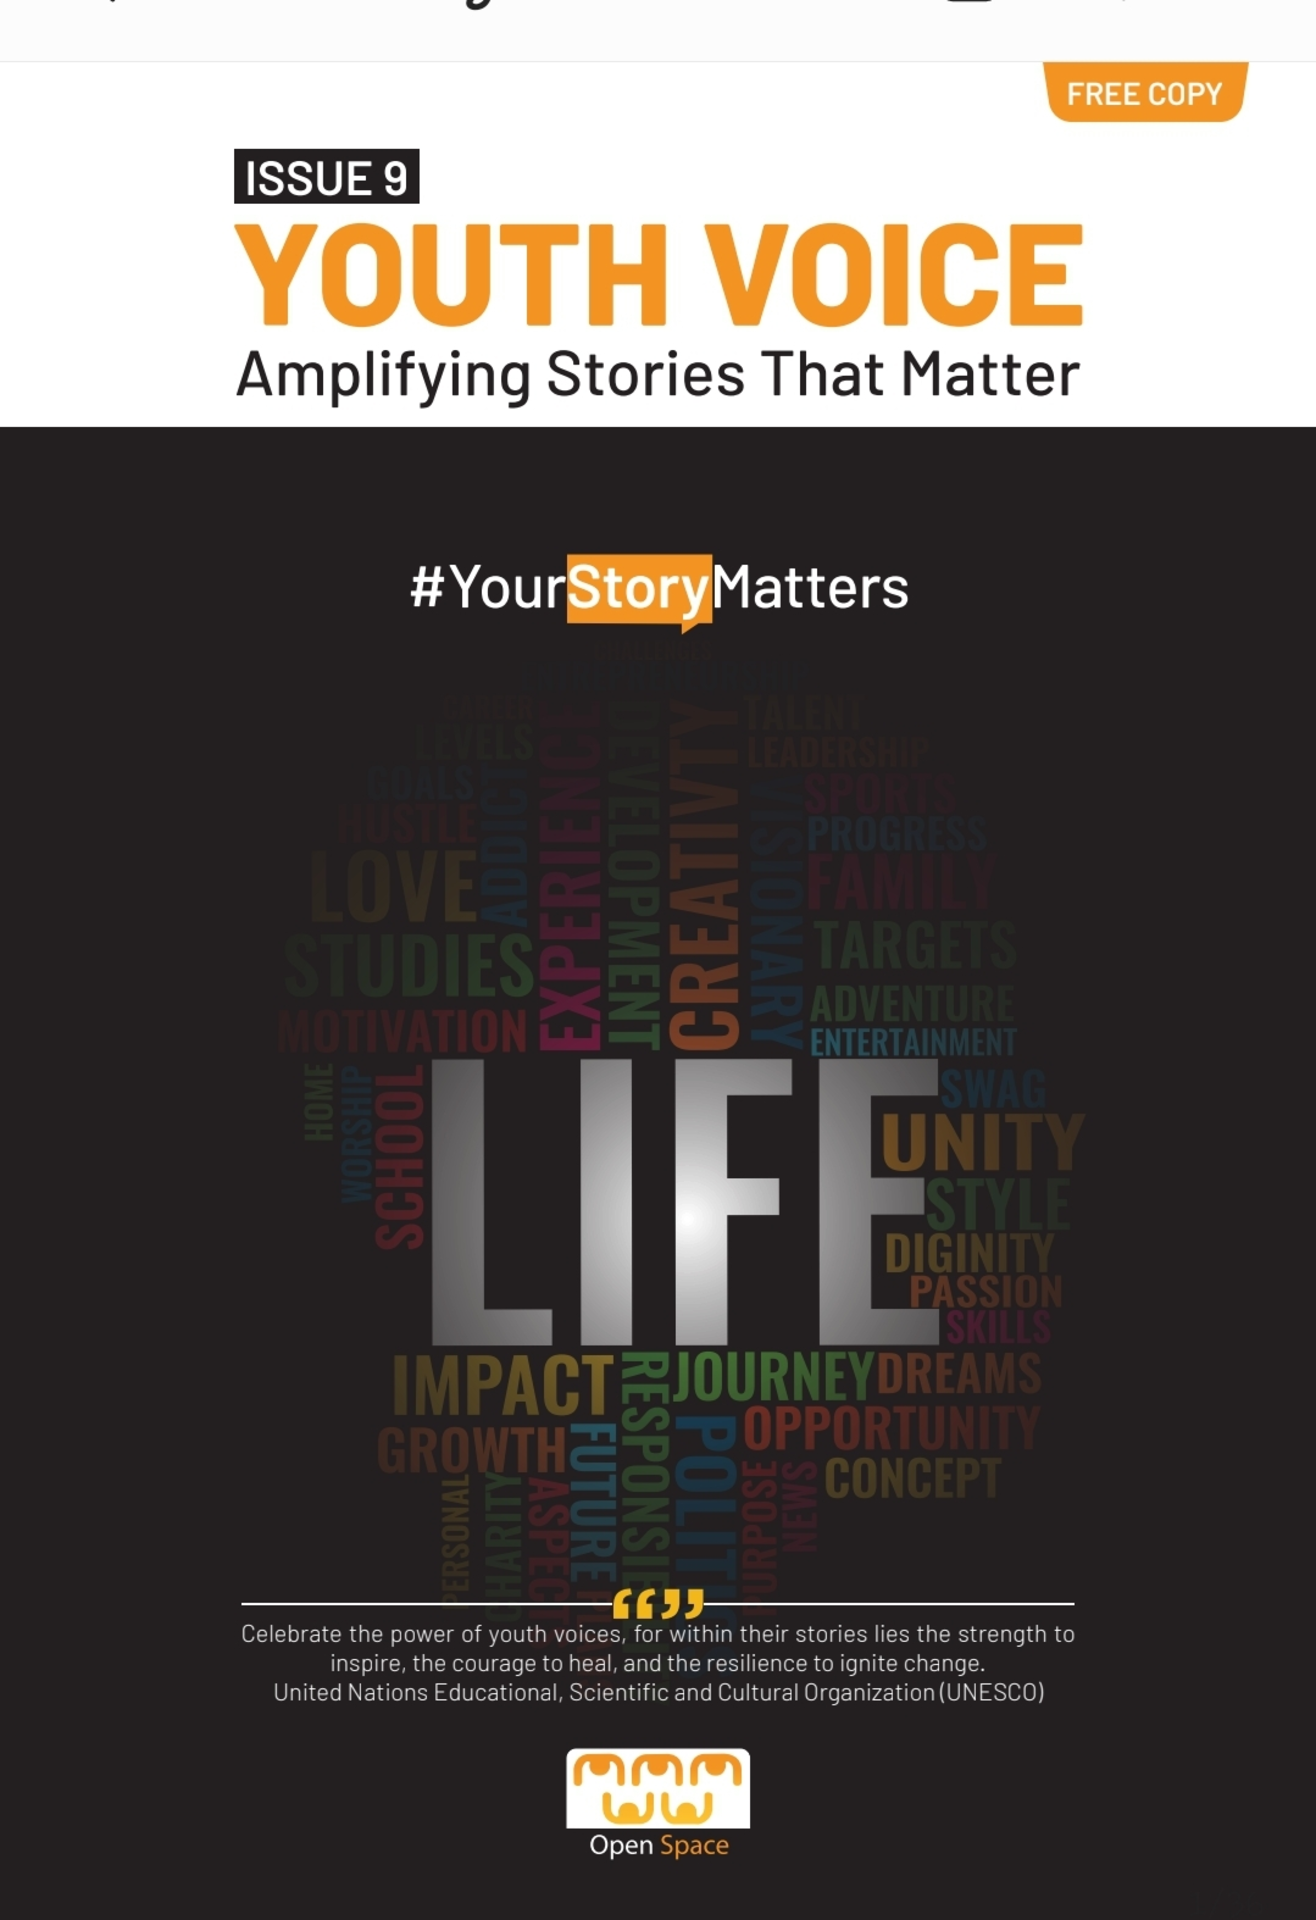 FREE COPY
ISSUE 9
YOUTH VOICE
Amplifying Stories That Matter
#YourStoryMatters
CAREER
TALENT
LEVELS
LEADERSHIP
GOALS
ADDICT
EXPERIENCE
DEVELOPMENT
CREATIVTY
VISIONARY
SPORTS
HUSTLE
PROGRESS
LOVE
FAMILY
STUDIES
TARGETS
MOTIVATION
ADVENTURE
ENTERTAINMENT
HOME
WORSHIP
SCHOOL
LIFE
SWAG
UNITY
STYLE
DIGINITY
PASSION
SKILLS
IMPACT
JOURNEY
DREAMS
GROWTH
FUTURE
OPPORTUNITY
PERSONAL
CHARITY
ASPECT
PURPOSE
NEWS
CONCEPT
Celebrate the power of youth voices, for within their stories lies the strength to
inspire, the courage to heal, and the resilience to ignite change.
United Nations Educational, Scientific and Cultural Organization (UNESCO)
Open Space